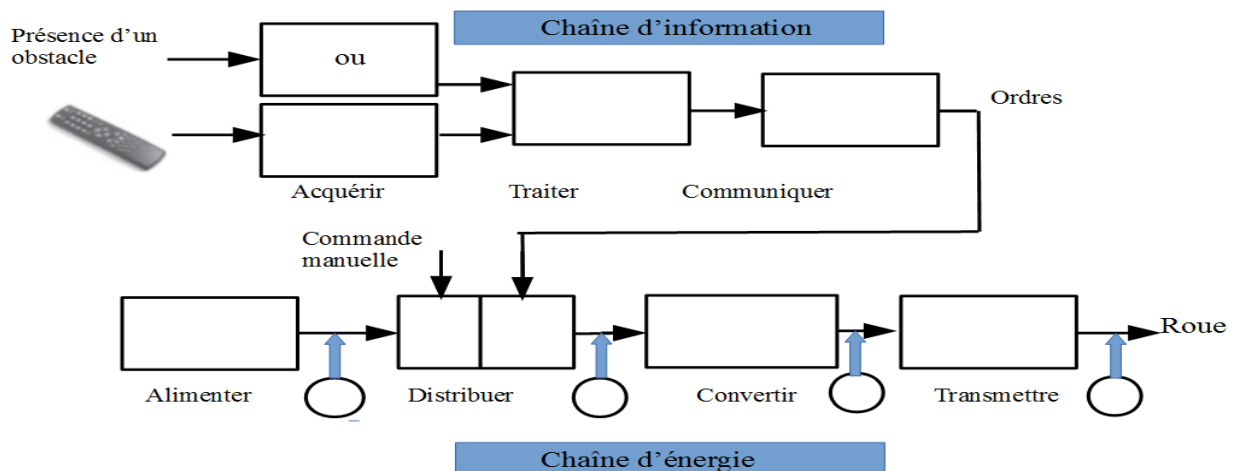 Chaîne d’information
Présence d’un
obstacle
ou
Ordres
Acquérir
Traiter
Communiquer
Commande
manuelle
Roue
Alimenter
Distribuer
Convertir
Transmettre
Chaîne d’énergie